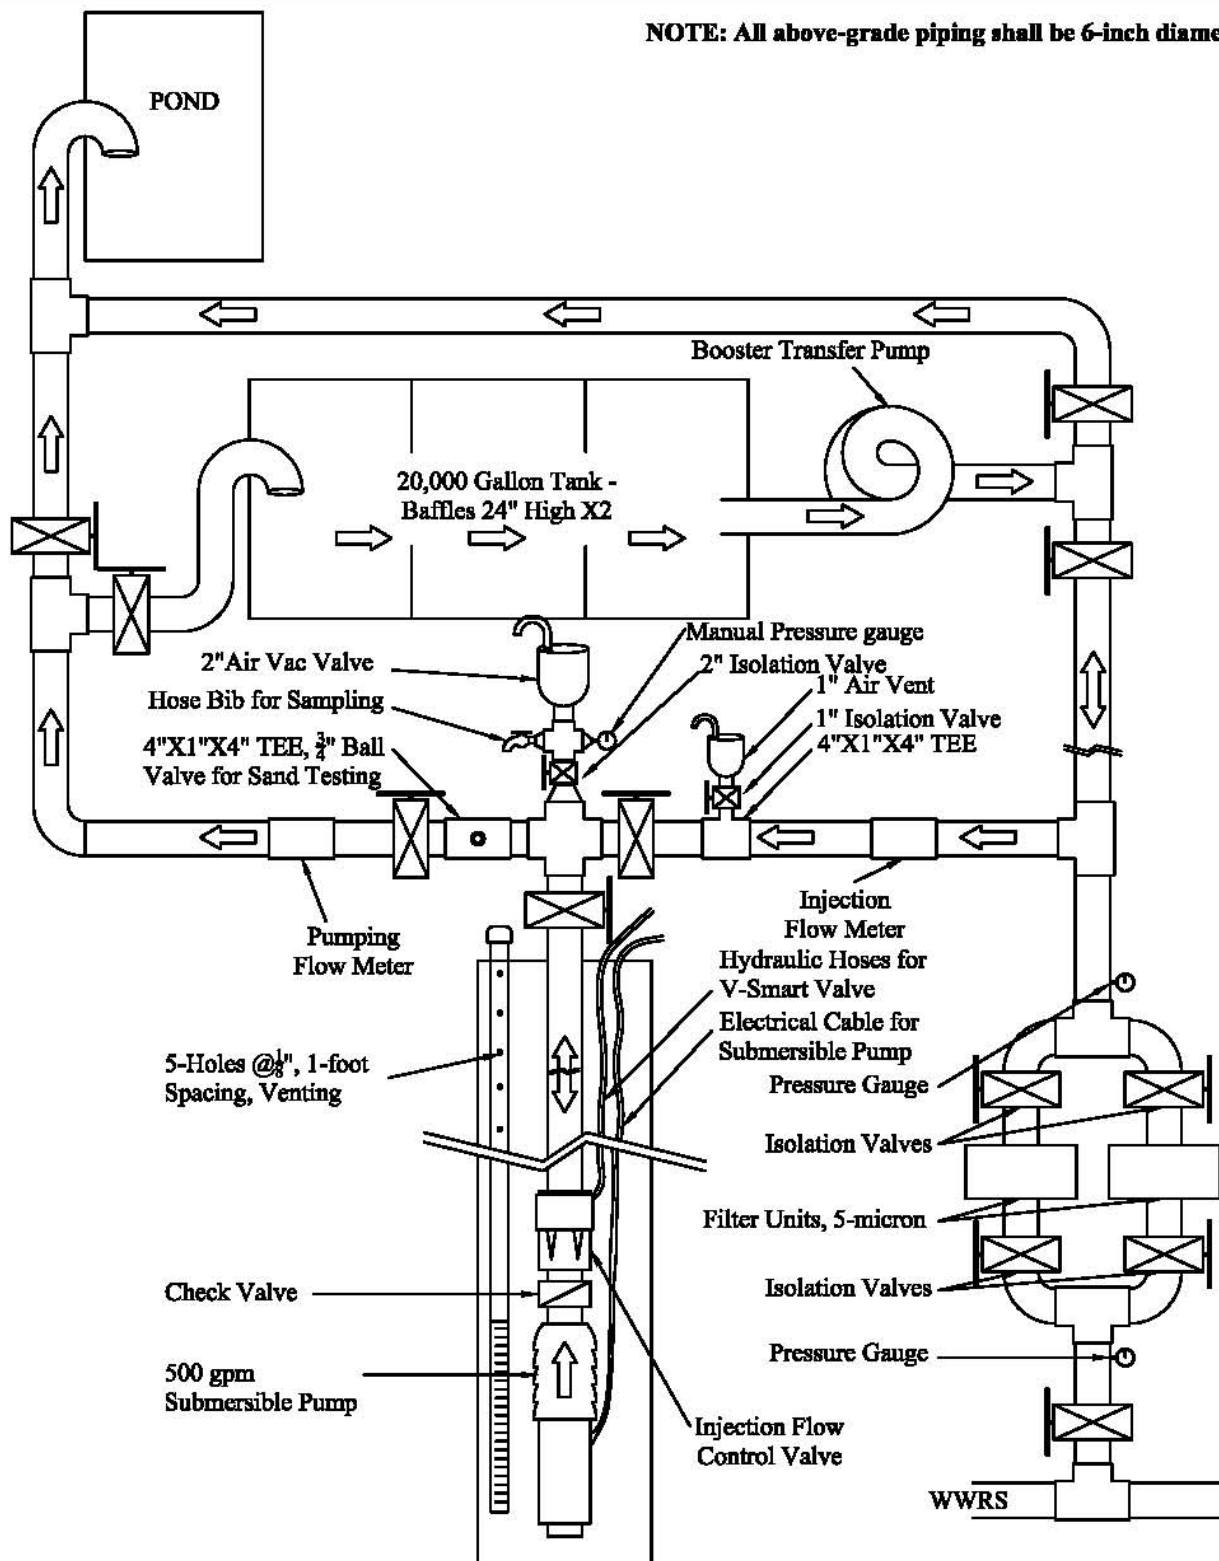 NOTE: All above-grade piping shall be 6-inch
POND
Booster Transfer Pump
20,000 Gallon Tank -
Baffles 24" High X2
Manual Pressure gauge
2" Isolation Valve
2"Air Vac Valve
1" Air Vent
Hose Bib for Sampling
1" Isolation Valve
4"X1"X4" TEE
4"X1"X4" TEE, ¾" Ball
Valve for Sand Testing
Injection
Flow Meter
Pumping
Flow Meter
Hydraulic Hoses for
V-Smart Valve
Electrical Cable for
Submersible Pump
5-Holes @⅛", 1-foot
Spacing, Venting
Pressure Gauge
Isolation Valves
Filter Units, 5-micron
Check Valve
Isolation Valves
Pressure Gauge
500 gpm
Submersible Pump
Injection Flow
Control Valve
WWRS